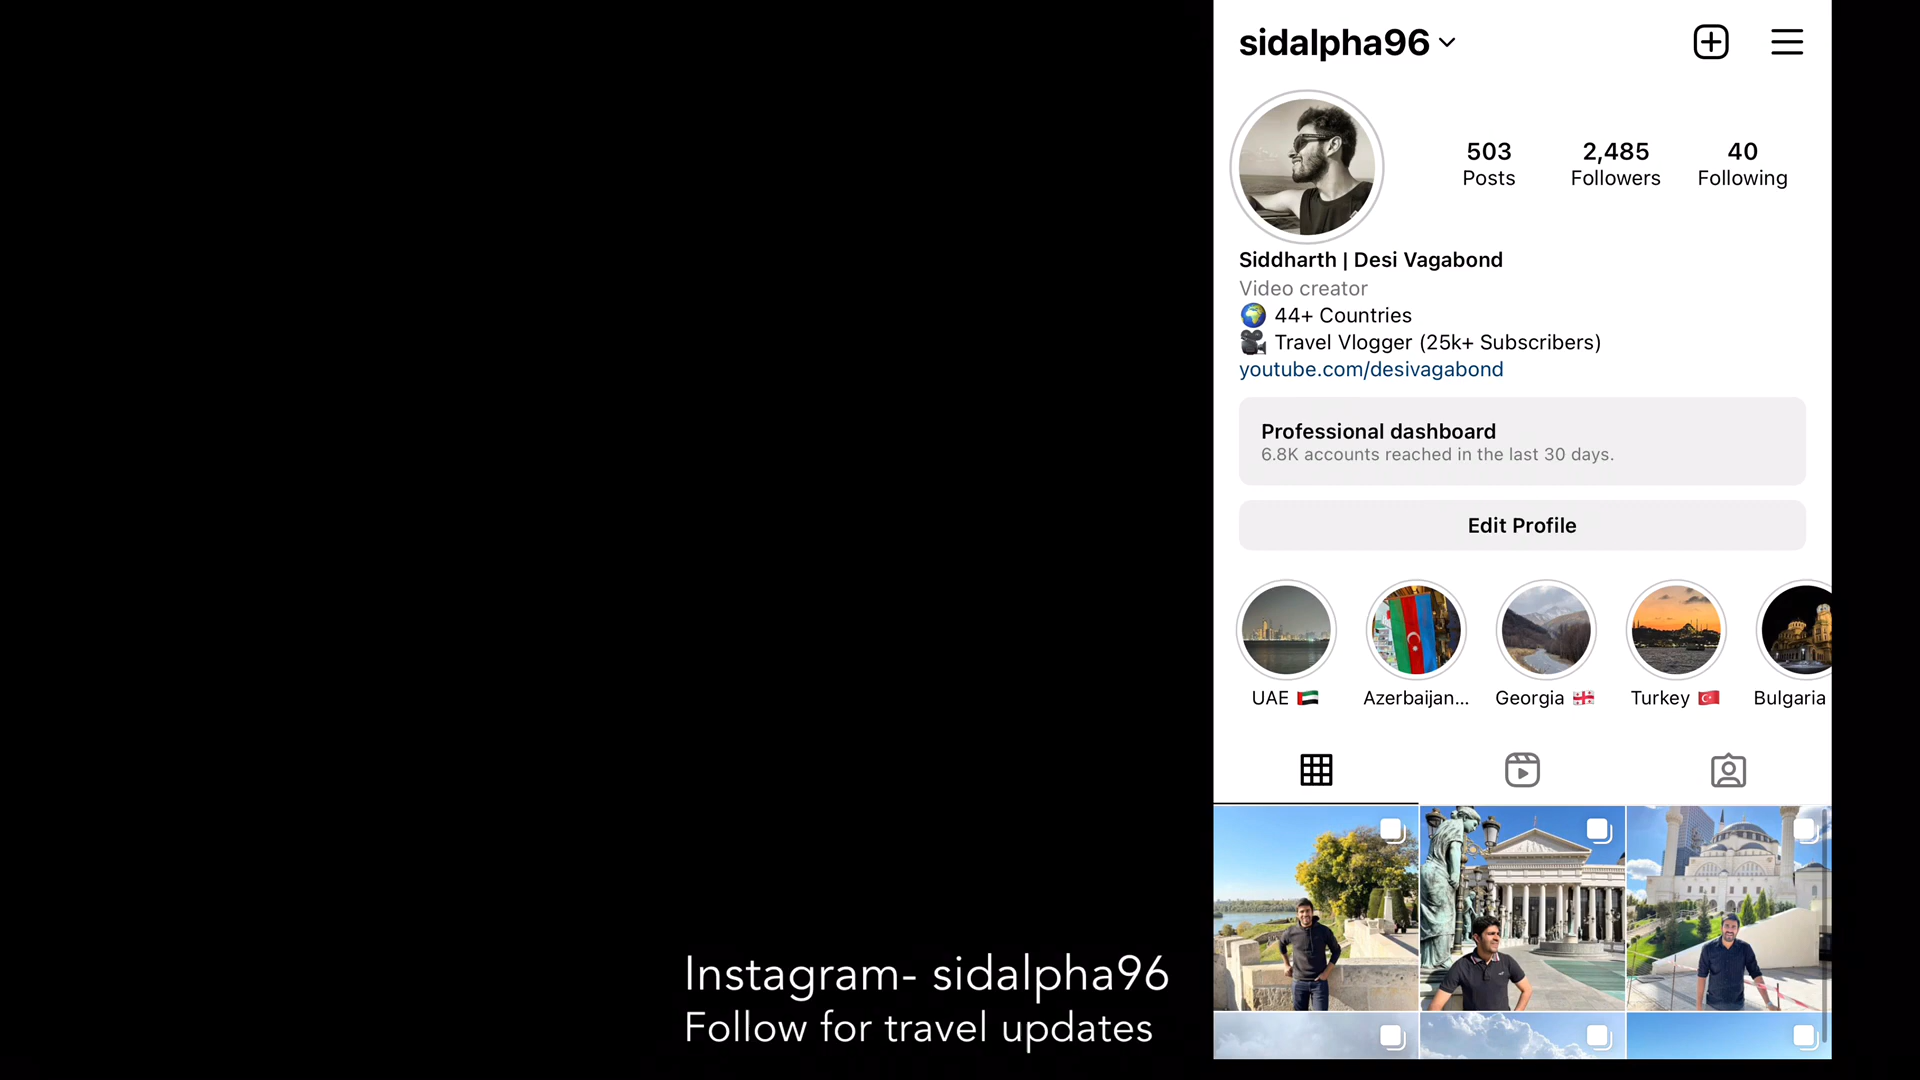 sidalpha96
503
Posts
2,485
Followers
40
Following
Siddharth | Desi Vagabond
Video creator
44+ Countries
Travel Vlogger (25k+ Subscribers)
youtube.com/desivagabond
Professional dashboard
6.8K accounts reached in the last 30 days.
Edit Profile
UAE
Azerbaijan...
Georgia
Turkey
Bulgaria
Instagram- sidalpha96
Follow for travel updates